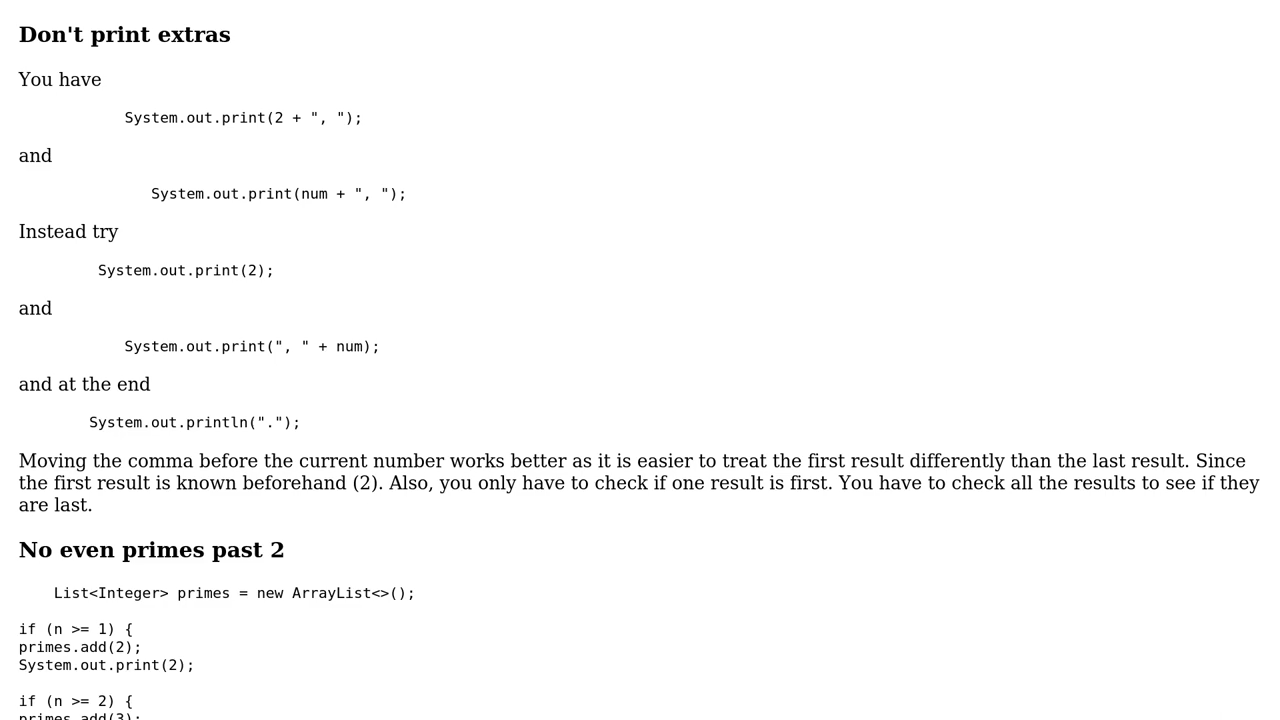 Don't print extras
You have
System.out.print(2 + ", ");
and
System.out.print(num + ", ");
Instead try
System.out.print(2);
and
System.out.print(", " + num);
and at the end
System.out.println(".");
Moving the comma before the current number works better as it is easier to treat the first result differently than the last result. Since
the first result is known beforehand (2). Also, you only have to check if one result is first. You have to check all the results to see if they
are last.
No even primes past 2
List<Integer> primes = new ArrayList<>();
if (n >= 1) {
primes.add(2);
System.out.print(2);
if (n >= 2) {
primes.add(3);